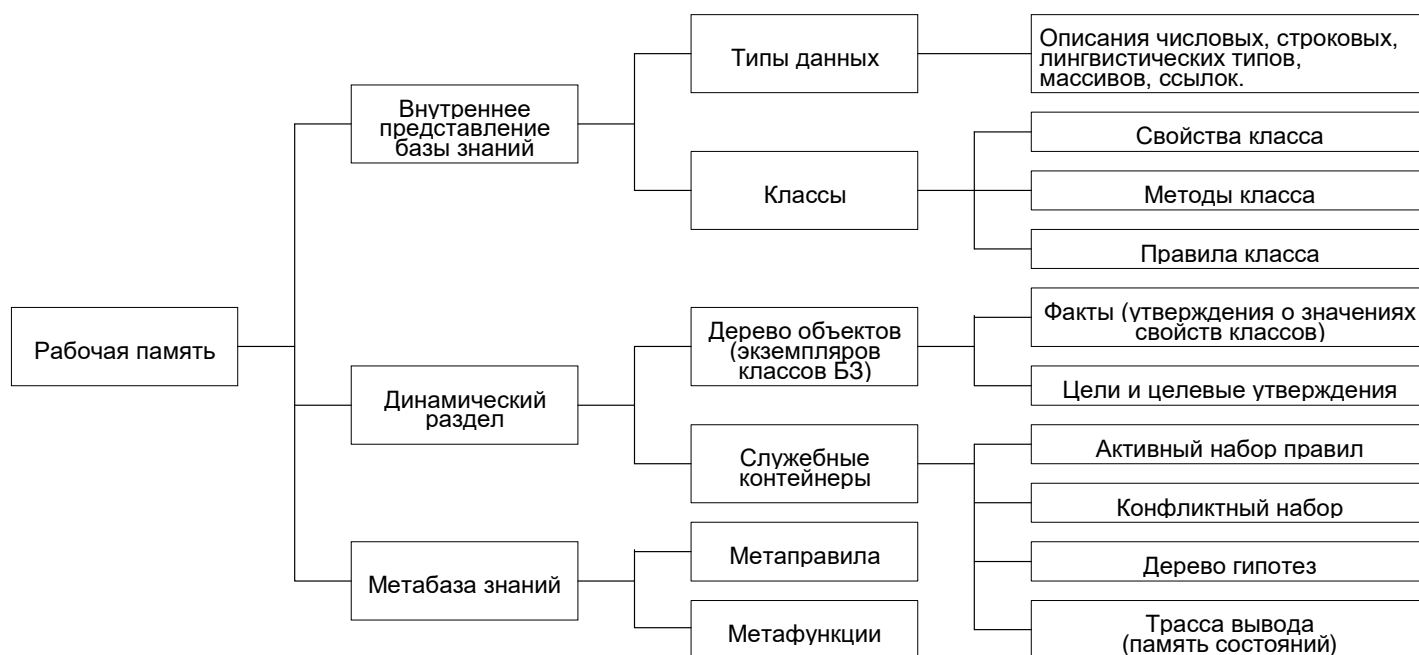 Рабочая память
Внутреннее
представление
базы знаний
Динамический
раздел
Метабаза знаний
Типы данных
Классы
Дерево объектов
(экземпляров
классов БЗ)
Служебные
контейнеры
Метаправила
Метафункции
Описания числовых, строковых,
лингвистических типов,
массивов, ссылок.
Свойства класса
Методы класса
Правила класса
Факты (утверждения о значениях
свойств классов)
Цели и целевые утверждения
Активный набор правил
Конфликтный набор
Дерево гипотез
Трасса вывода
(память состояний)